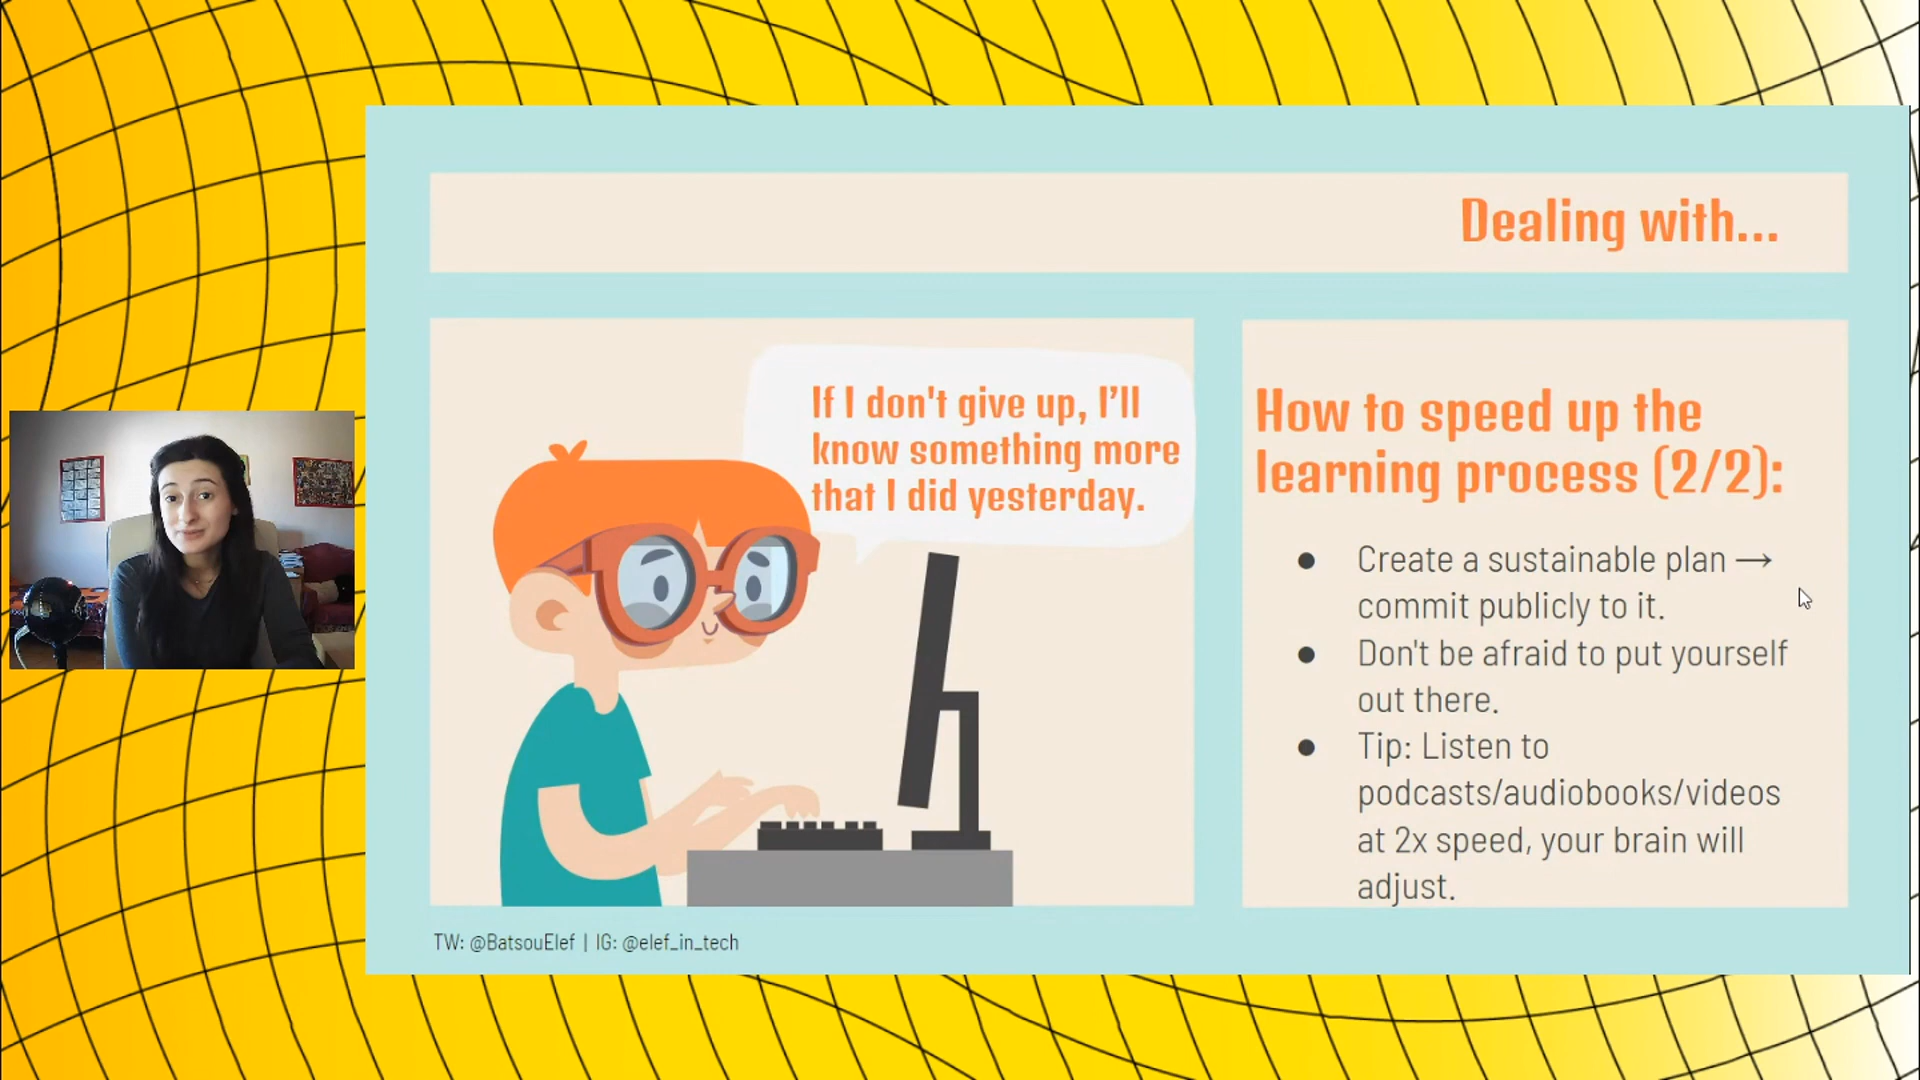 Dealing with...
If I don't give up, I’ll
know something more
that I did yesterday.
How to speed up the
learning process (2/2):
● Create a sustainable plan →
commit publicly to it.
● Don't be afraid to put yourself
out there.
● Tip: Listen to
podcasts/audiobooks/videos
at 2x speed, your brain will
adjust.
TW: @BatsouElef | IG: @elef_in_tech